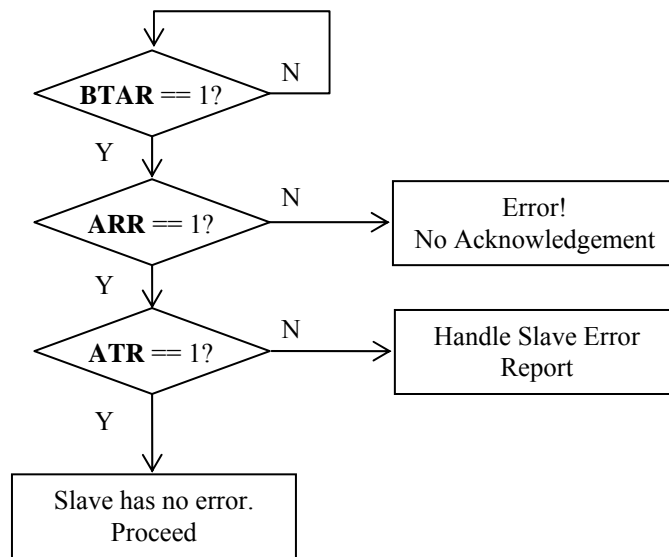 N
BTAR == 1?
Y
N
ARR == 1?
Error!
No Acknowledgement
Y
N
ATR == 1?
Handle Slave Error
Report
Y
Slave has no error.
Proceed